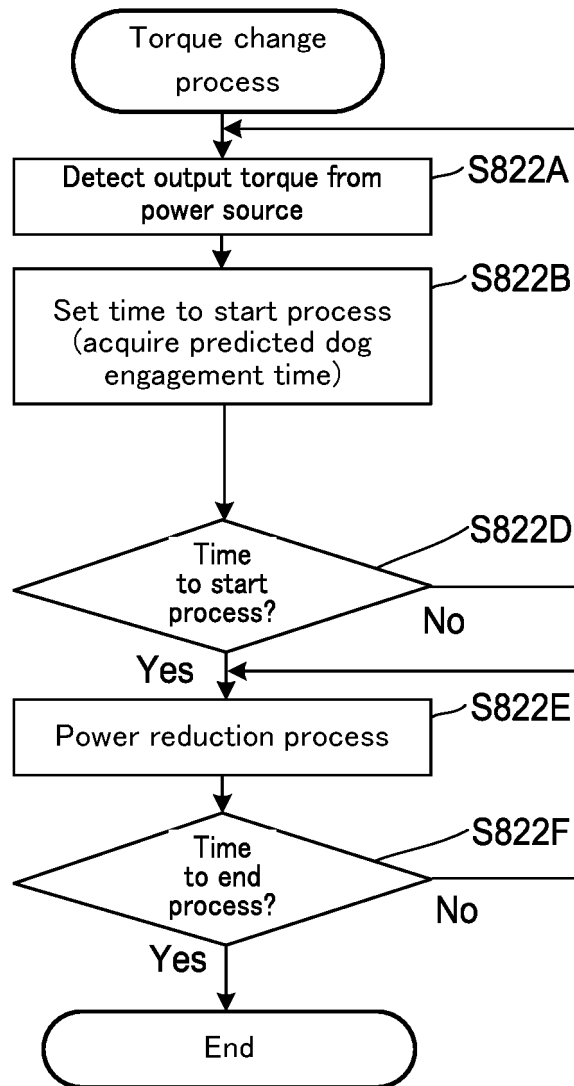 Torque change
process
Detect output torque from
power source
S822A
Set time to start process
(acquire predicted dog
engagement time)
S822B
Time
to start
process?
S822D
No
Yes
Power reduction process
S822E
Time
to end
process?
S822F
No
Yes
End